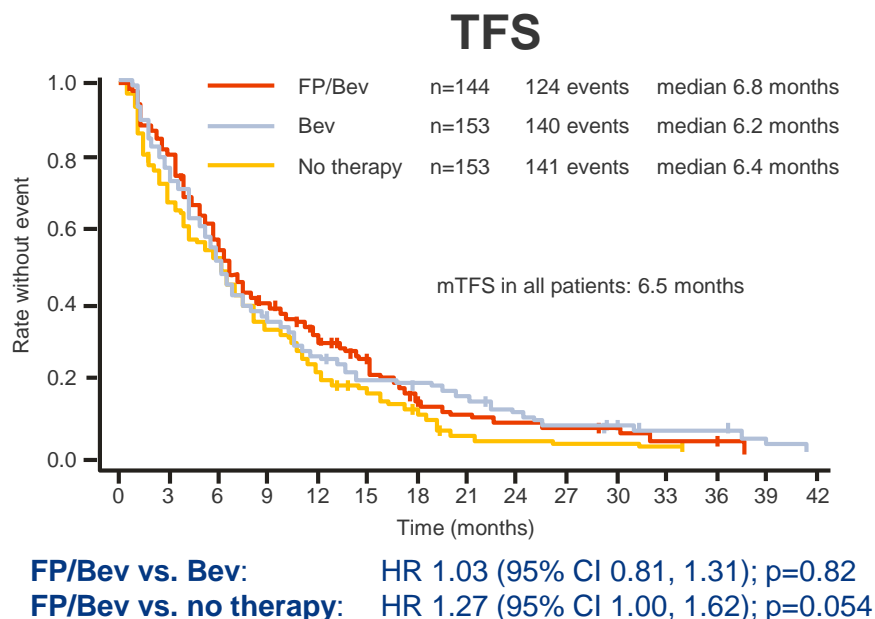 TFS
FP/Bev n=144 124 events median 6.8 months
Bev n=153 140 events median 6.2 months
No therapy n=153 141 events median 6.4 months
mTFS in all patients: 6.5 months
Rate without event
1.0
0.8
0.6
0.4
0.2
0.0
0 3 6 9 12 15 18 21 24 27 30 33 36 39 42
Time (months)
FP/Bev vs. Bev: HR 1.03 (95% CI 0.81, 1.31); p=0.82
FP/Bev vs. no therapy: HR 1.27 (95% CI 1.00, 1.62); p=0.054